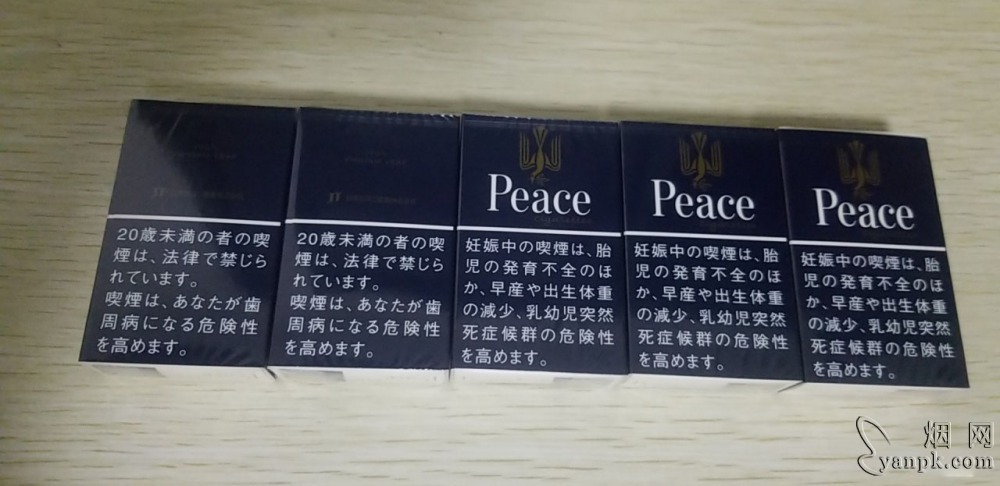 20歳未満の者の喫
煙は、法律で禁じら
れています。
喫煙は、あなたが歯
周病になる危険性
を高めます。
20歳未満の者の喫
煙は、法律で禁じら
れています。
喫煙は、あなたが歯
周病になる危険性
を高めます。
Peace
妊娠中の喫煙は、胎
児の発育不全のほ
か、早産や出生体重
の減少、乳幼児突然
死症候群の危険性
を高めます。
Peace
妊娠中の喫煙は、胎
児の発育不全のほ
か、早産や出生体重
の減少、乳幼児突然
死症候群の危険性
を高めます。
Peace
妊娠中の喫煙は、胎
児の発育不全のほ
か、早産や出生体重
の減少、乳幼児突然
死症候群の危険性
を高めます。
烟网
yanpk.com